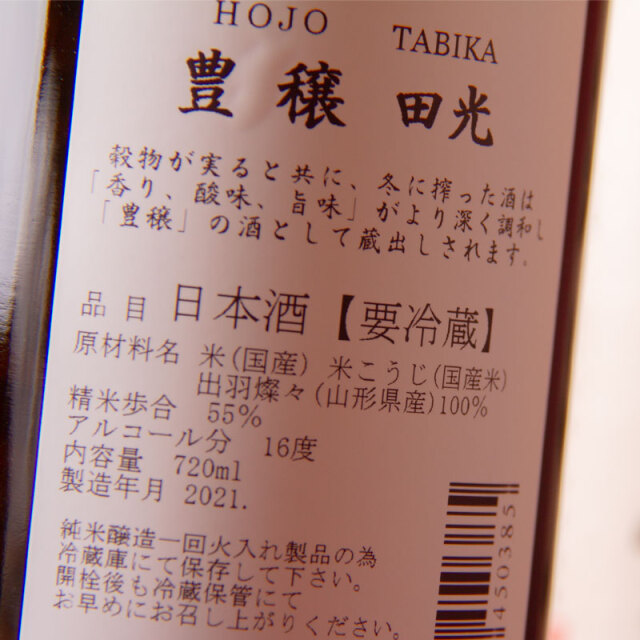 HOJO TABIKA
豊穣 田光
穀物が実ると共に、冬に搾った酒は
「香り、酸味、旨味」がより深く調和し
「豊穣」の酒として蔵出しされます。
品目 日本酒【要冷蔵】
原材料名 米(国産) 米こうじ(国産米)
出羽燦々(山形県産)100%
精米歩合 55%
アルコール分 16度
内容量 720ml
製造年月 2021.
純米醸造一回火入れ製品の為
冷蔵庫にて保存して下さい。
開栓後も冷蔵保管にて
お早めにお召し上がりください。
450385